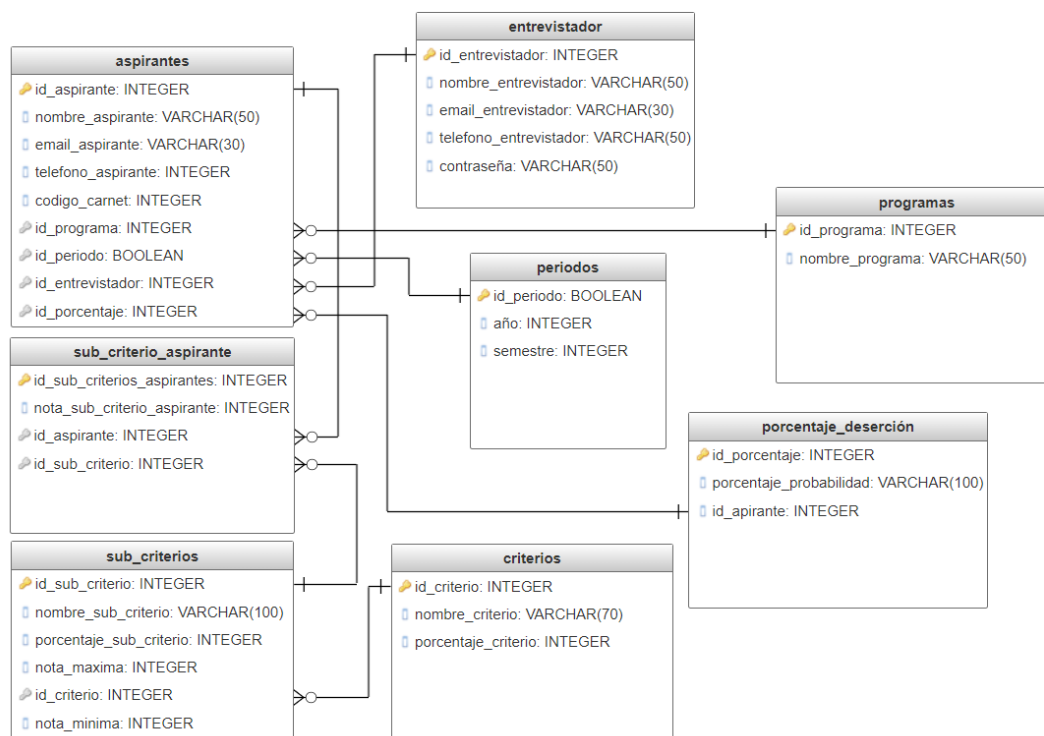 aspirantes
id_aspirante: INTEGER
nombre_aspirante: VARCHAR(50)
email_aspirante: VARCHAR(30)
telefono_aspirante: INTEGER
codigo_carnet: INTEGER
id_programa: INTEGER
id_periodo: BOOLEAN
id_entrevistador: INTEGER
id_porcentaje: INTEGER
entrevistador
id_entrevistador: INTEGER
nombre_entrevistador: VARCHAR(50)
email_entrevistador: VARCHAR(30)
telefono_entrevistador: VARCHAR(50)
contraseña: VARCHAR(50)
programas
id_programa: INTEGER
nombre_programa: VARCHAR(50)
periodos
id_periodo: BOOLEAN
año: INTEGER
semestre: INTEGER
sub_criterio_aspirante
id_sub_criterios_aspirantes: INTEGER
nota_sub_criterio_aspirante: INTEGER
id_aspirante: INTEGER
id_sub_criterio: INTEGER
porcentaje_deserción
id_porcentaje: INTEGER
porcentaje_probabilidad: VARCHAR(100)
id_apirante: INTEGER
sub_criterios
id_sub_criterio: INTEGER
nombre_sub_criterio: VARCHAR(100)
porcentaje_sub_criterio: INTEGER
nota_maxima: INTEGER
id_criterio: INTEGER
nota_minima: INTEGER
criterios
id_criterio: INTEGER
nombre_criterio: VARCHAR(70)
porcentaje_criterio: INTEGER